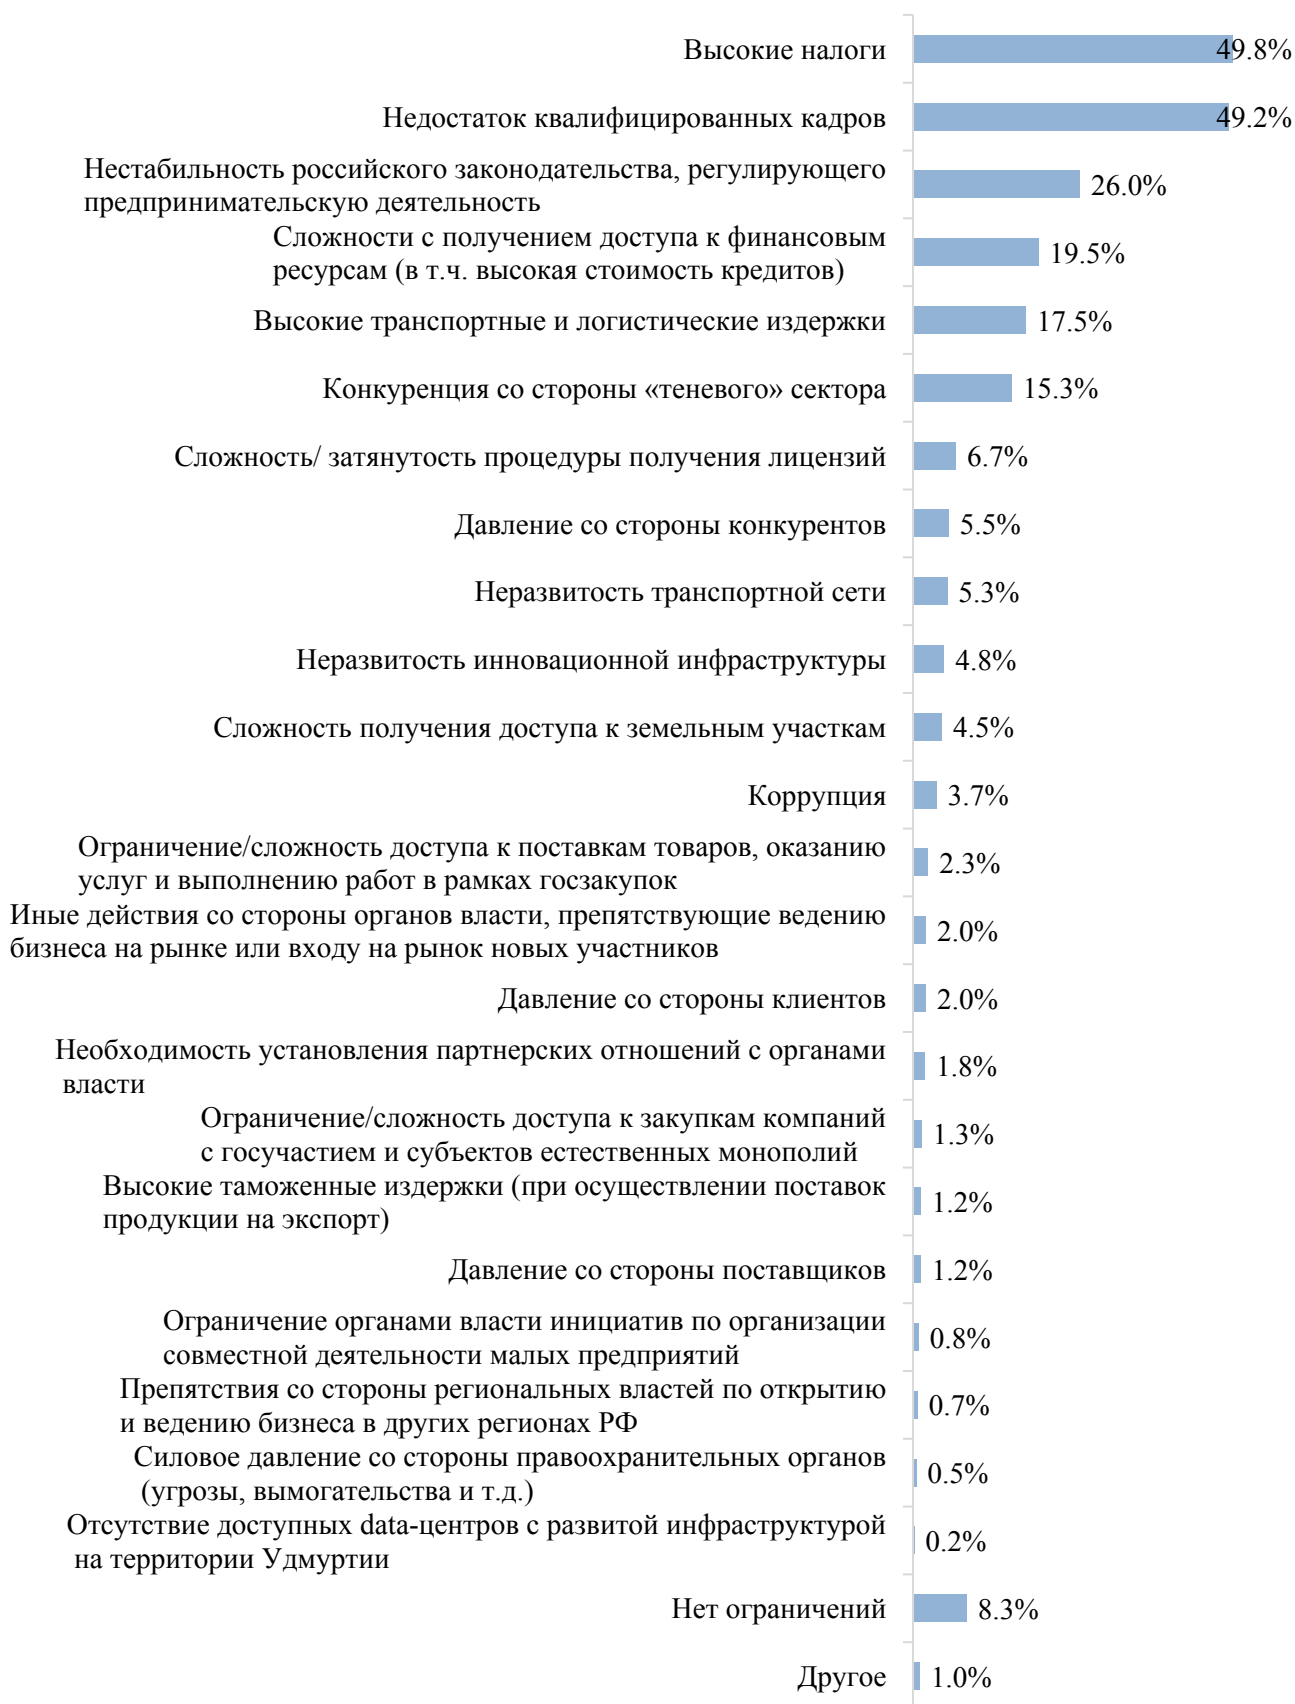 Высокие налоги 49.8%
Недостаток квалифицированных кадров 49.2%
Нестабильность российского законодательства, регулирующего
предпринимательскую деятельность 26.0%
Сложности с получением доступа к финансовым
ресурсам (в т.ч. высокая стоимость кредитов) 19.5%
Высокие транспортные и логистические издержки 17.5%
Конкуренция со стороны «теневого» сектора 15.3%
Сложность/ затянутость процедуры получения лицензий 6.7%
Давление со стороны конкурентов 5.5%
Неразвитость транспортной сети 5.3%
Неразвитость инновационной инфраструктуры 4.8%
Сложность получения доступа к земельным участкам 4.5%
Коррупция 3.7%
Ограничение/сложность доступа к поставкам товаров, оказанию
услуг и выполнению работ в рамках госзакупок 2.3%
Иные действия со стороны органов власти, препятствующие ведению
бизнеса на рынке или входу на рынок новых участников 2.0%
Давление со стороны клиентов 2.0%
Необходимость установления партнерских отношений с органами
власти 1.8%
Ограничение/сложность доступа к закупкам компаний
с госучастием и субъектов естественных монополий 1.3%
Высокие таможенные издержки (при осуществлении поставок
продукции на экспорт) 1.2%
Давление со стороны поставщиков 1.2%
Ограничение органами власти инициатив по организации
совместной деятельности малых предприятий 0.8%
Препятствия со стороны региональных властей по открытию
и ведению бизнеса в других регионах РФ 0.7%
Силовое давление со стороны правоохранительных органов
(угрозы, вымогательства и т.д.) 0.5%
Отсутствие доступных data-центров с развитой инфраструктурой
на территории Удмуртии 0.2%
Нет ограничений 8.3%
Другое 1.0%